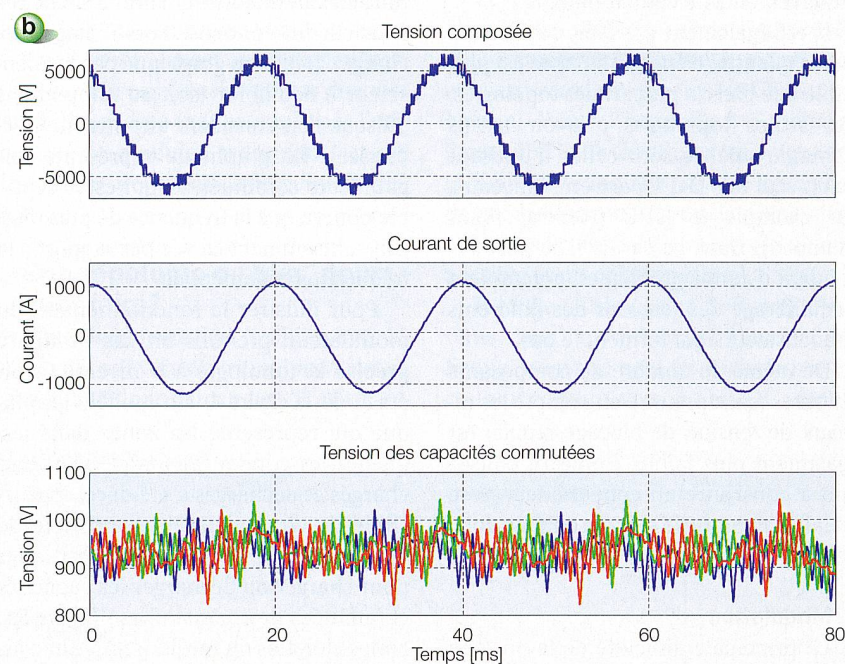 b
Tension composée
Tension [V]
5000
0
-5000
Courant de sortie
Courant [A]
1000
0
-1000
Tension des capacités commutées
Tension [V]
1100
1000
900
800
0
20
40
60
80
Temps [ms]